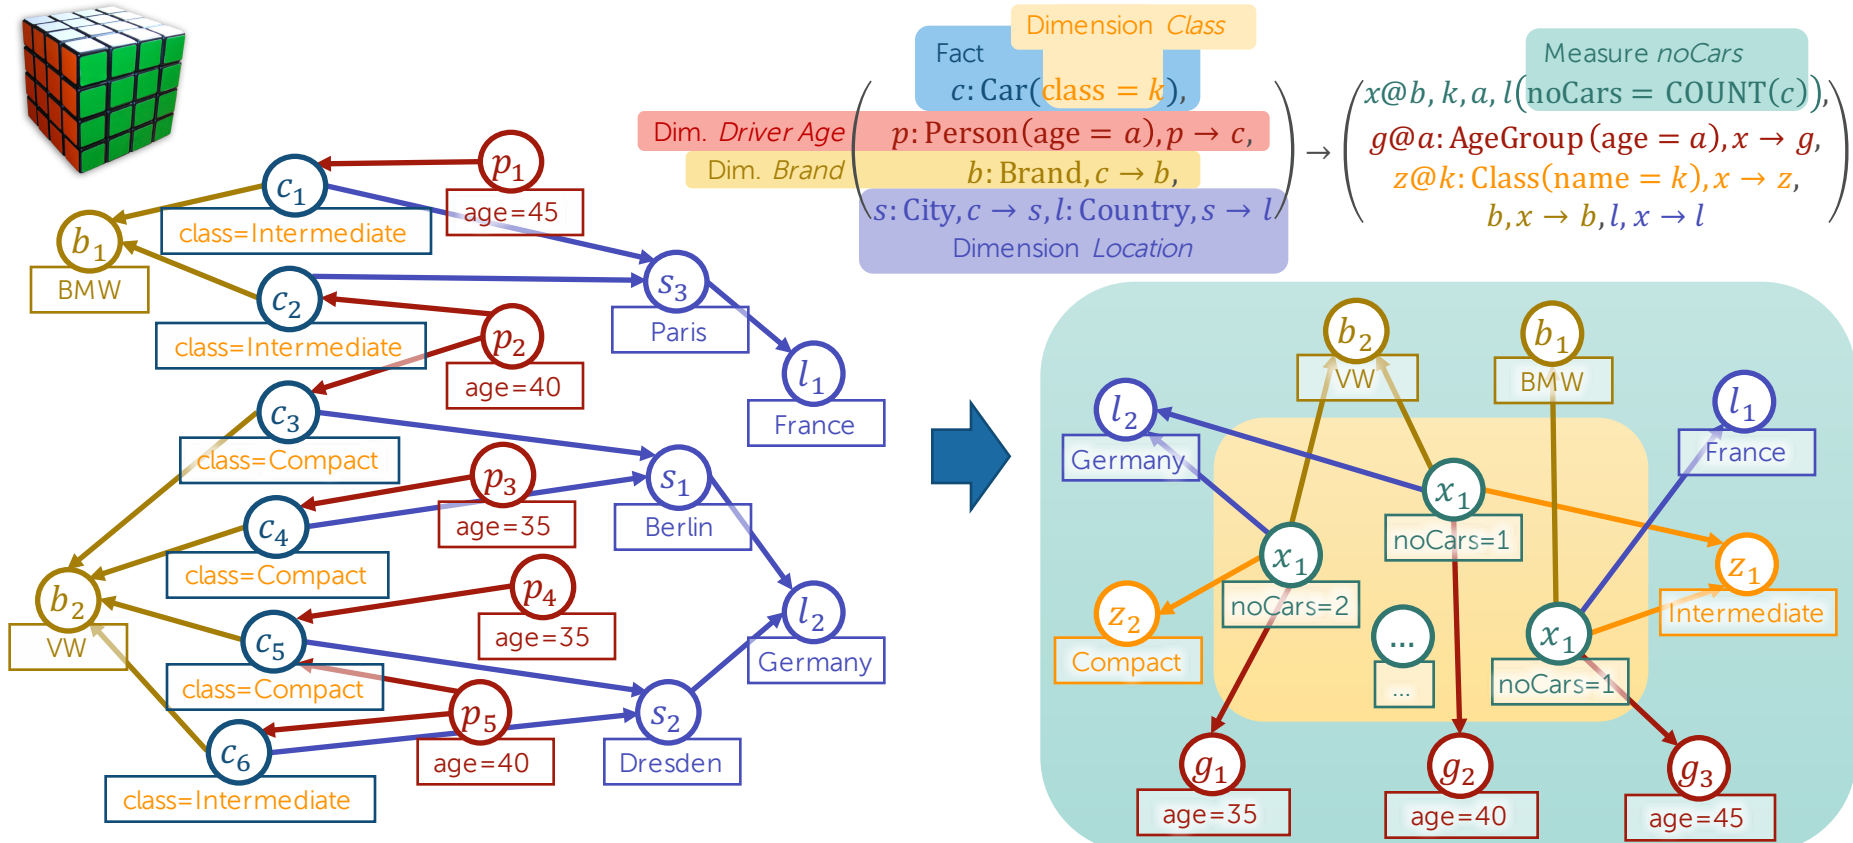 Dimension Class
Fact
c: Car(class = k),
Dim. Driver Age
p: Person(age = a), p → c,
Dim. Brand
b: Brand, c → b,
s: City, c → s, l: Country, s → l
Dimension Location
→
Measure noCars
x@b, k, a, l(noCars = COUNT(c)),
g@a: AgeGroup (age = a), x → g,
z@k: Class(name = k), x → z,
b, x → b, l, x → l
p₁
age=45
c₁
class=Intermediate
b₁
BMW
c₂
class=Intermediate
s₃
Paris
p₂
age=40
l₁
France
c₃
class=Compact
p₃
age=35
s₁
Berlin
c₄
class=Compact
p₄
age=35
b₂
VW
c₅
class=Compact
l₂
Germany
p₅
age=40
s₂
Dresden
c₆
class=Intermediate
b₂
VW
b₁
BMW
l₂
Germany
l₁
France
x₁
noCars=1
x₁
noCars=2
z₁
Intermediate
z₂
Compact
...
...
x₁
noCars=1
g₁
age=35
g₂
age=40
g₃
age=45